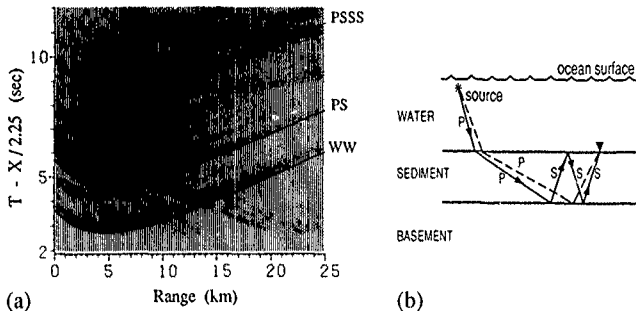 PSSS
PS
WW
T - X / 2.25 (sec)
10
5
2
0 5 10 15 20 25
Range (km)
(a)
ocean surface
source
WATER
P
P
P
SEDIMENT
S S S
BASEMENT
(b)